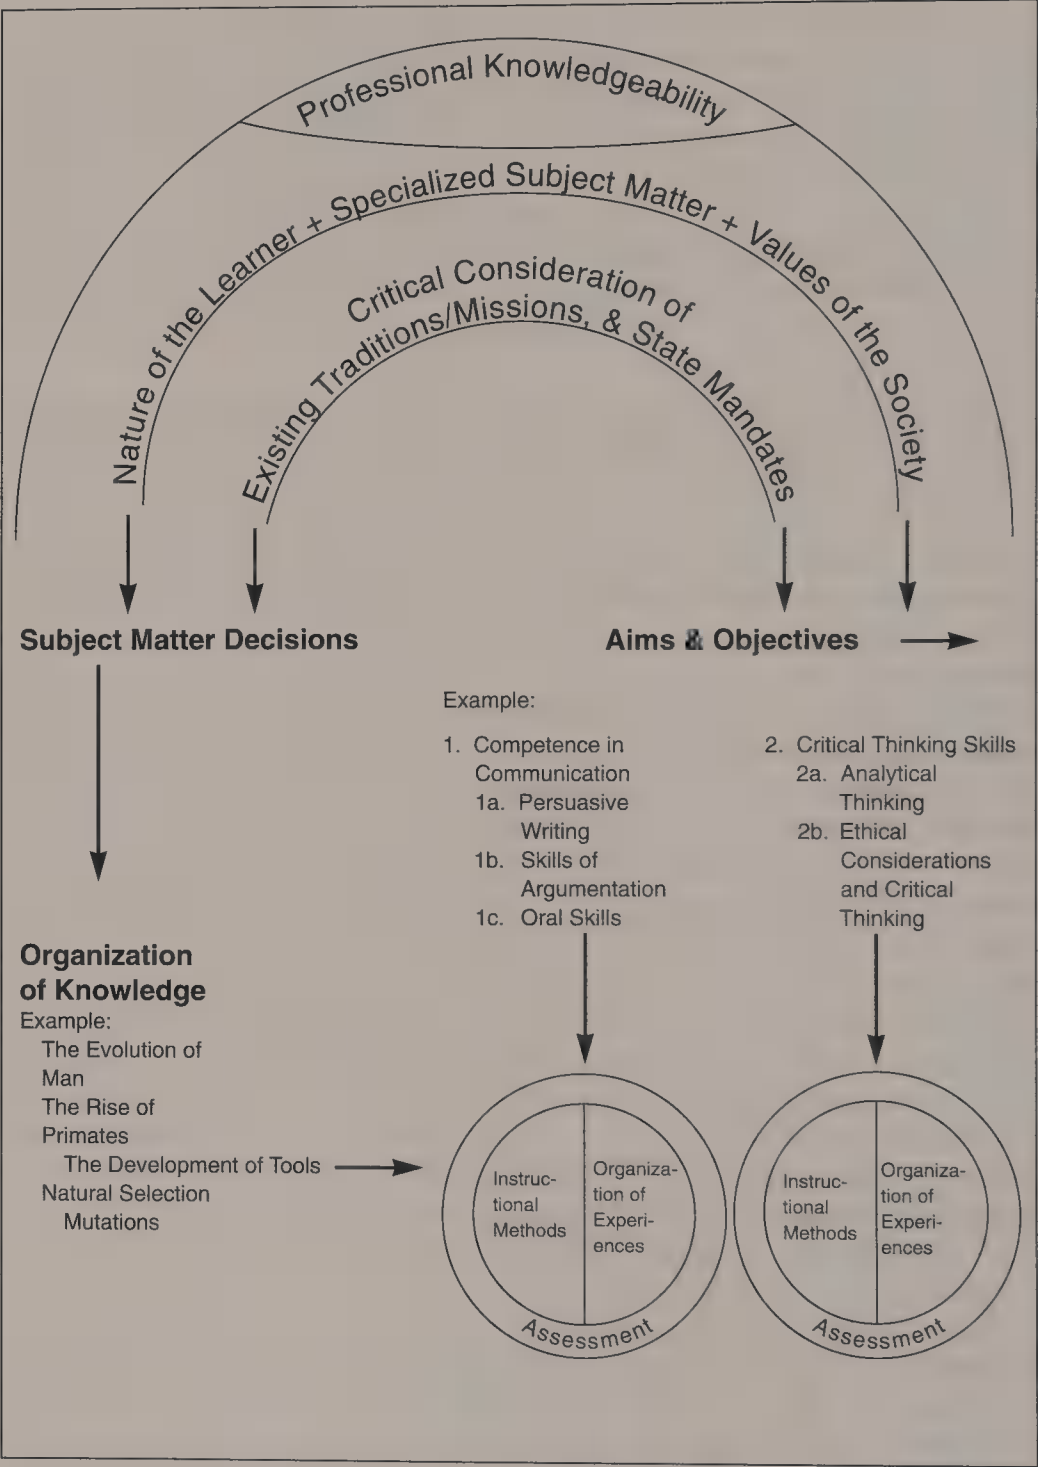 Professional Knowledgeability
Nature of the Learner + Specialized Subject Matter + Values of the Society
Critical Consideration of
Existing Traditions/Missions, & State Mandates
Subject Matter Decisions
Aims & Objectives
Example:
1. Competence in
Communication
1a. Persuasive
Writing
1b. Skills of
Argumentation
1c. Oral Skills
2. Critical Thinking Skills
2a. Analytical
Thinking
2b. Ethical
Considerations
and Critical
Thinking
Organization
of Knowledge
Example:
The Evolution of
Man
The Rise of
Primates
The Development of Tools
Natural Selection
Mutations
Instruc-
tional
Methods
Organiza-
tion of
Experi-
ences
Assessment
Instruc-
tional
Methods
Organiza-
tion of
Experi-
ences
Assessment